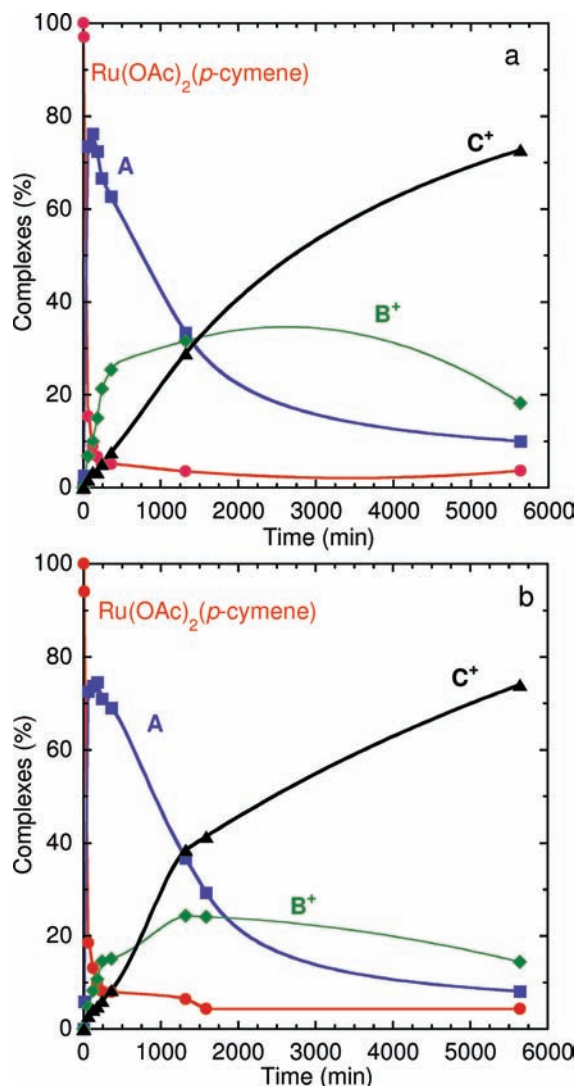 a
100
Ru(OAc)₂(p-cymene)
80
A
C⁺
60
Complexes (%)
40
B⁺
20
0
0 1000 2000 3000 4000 5000 6000
Time (min)
b
100
Ru(OAc)₂(p-cymene)
80
C⁺
A
60
Complexes (%)
40
B⁺
20
0
0 1000 2000 3000 4000 5000 6000
Time (min)